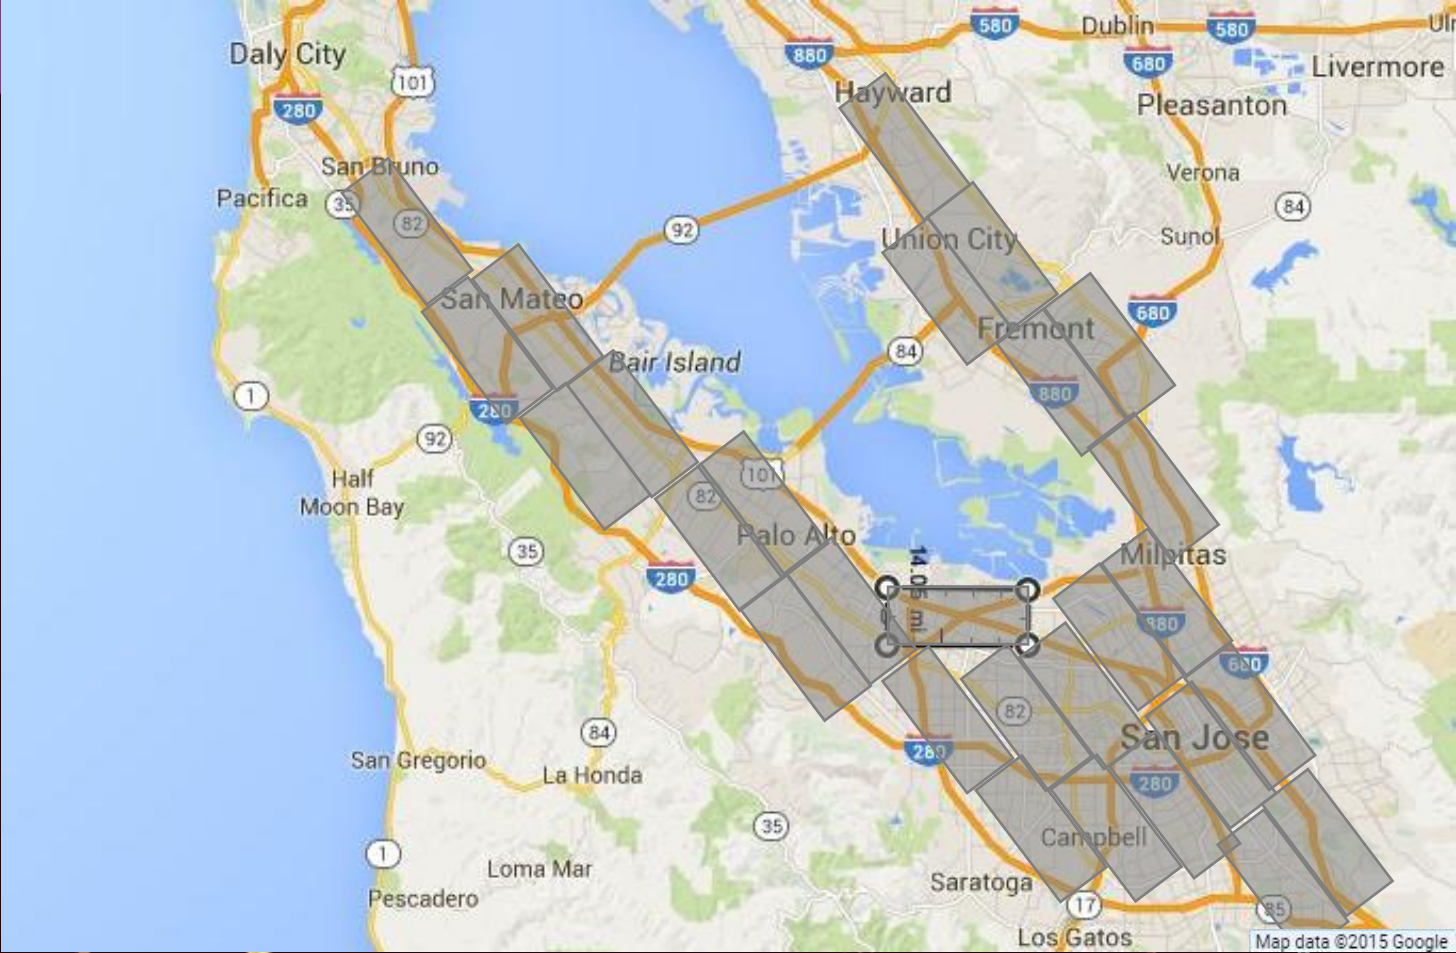 580
Dublin
580
880
Daly City
680
Livermore
101
Hayward
280
Pleasanton
San Bruno
Verona
Pacifica
35
84
82
92
Union City
Sunol
San Mateo
680
Fremont
84
Bair Island
1
880
280
92
101
Half
Moon Bay
82
Palo Alto
35
Milpitas
280
14.05 mi
880
680
82
84
San Jose
280
San Gregorio
La Honda
280
35
Campbell
1
Loma Mar
Saratoga
Pescadero
17
85
Los Gatos
Map data ©2015 Google